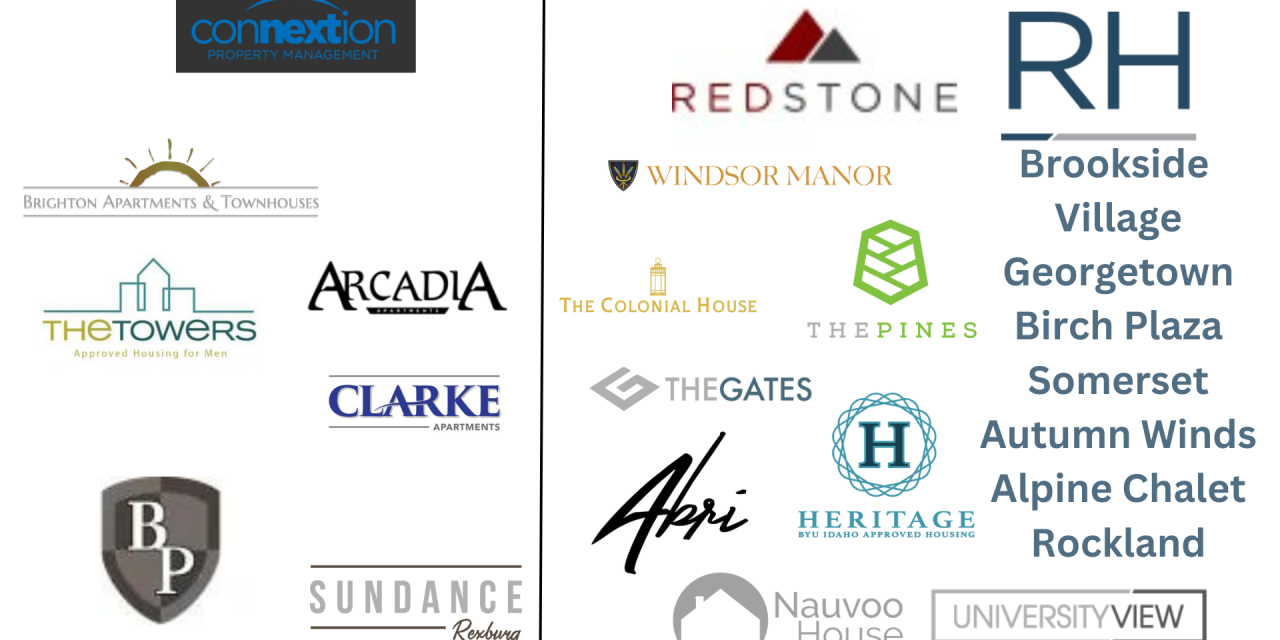 connextion
PROPERTY MANAGEMENT
BRIGHTON APARTMENTS & TOWNHOUSES
THETOWERS
Approved Housing for Men
ARCADIA
APARTMENTS
CLARKE
APARTMENTS
BP
SUNDANCE
Rexburg
REDSTONE
WINDSOR MANOR
THE COLONIAL HOUSE
THEPINES
THEGATES
Abri
H
HERITAGE
BYU IDAHO APPROVED HOUSING
Nauvoo
House
RH
Brookside
Village
Georgetown
Birch Plaza
Somerset
Autumn Winds
Alpine Chalet
Rockland
UNIVERSITYVIEW